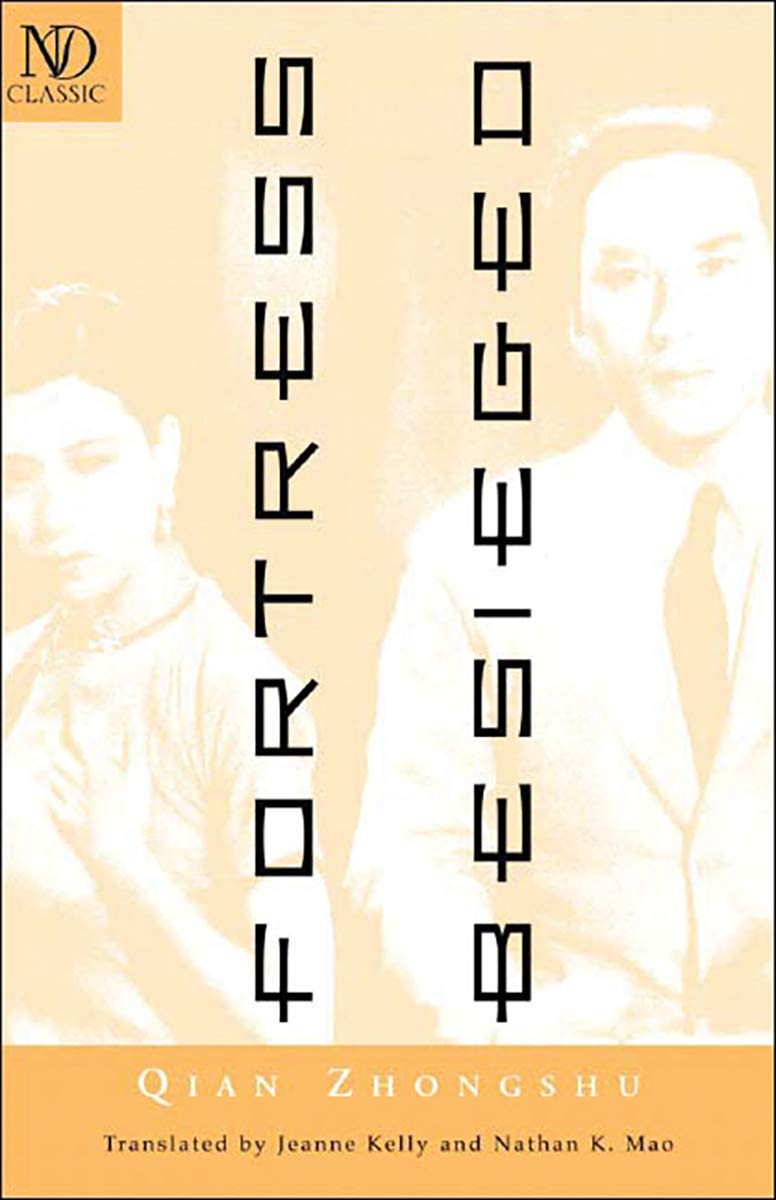 ND
CLASSIC
FORTRESS
BESIEGED
QIAN ZHONGSHU
Translated by Jeanne Kelly and Nathan K. Mao